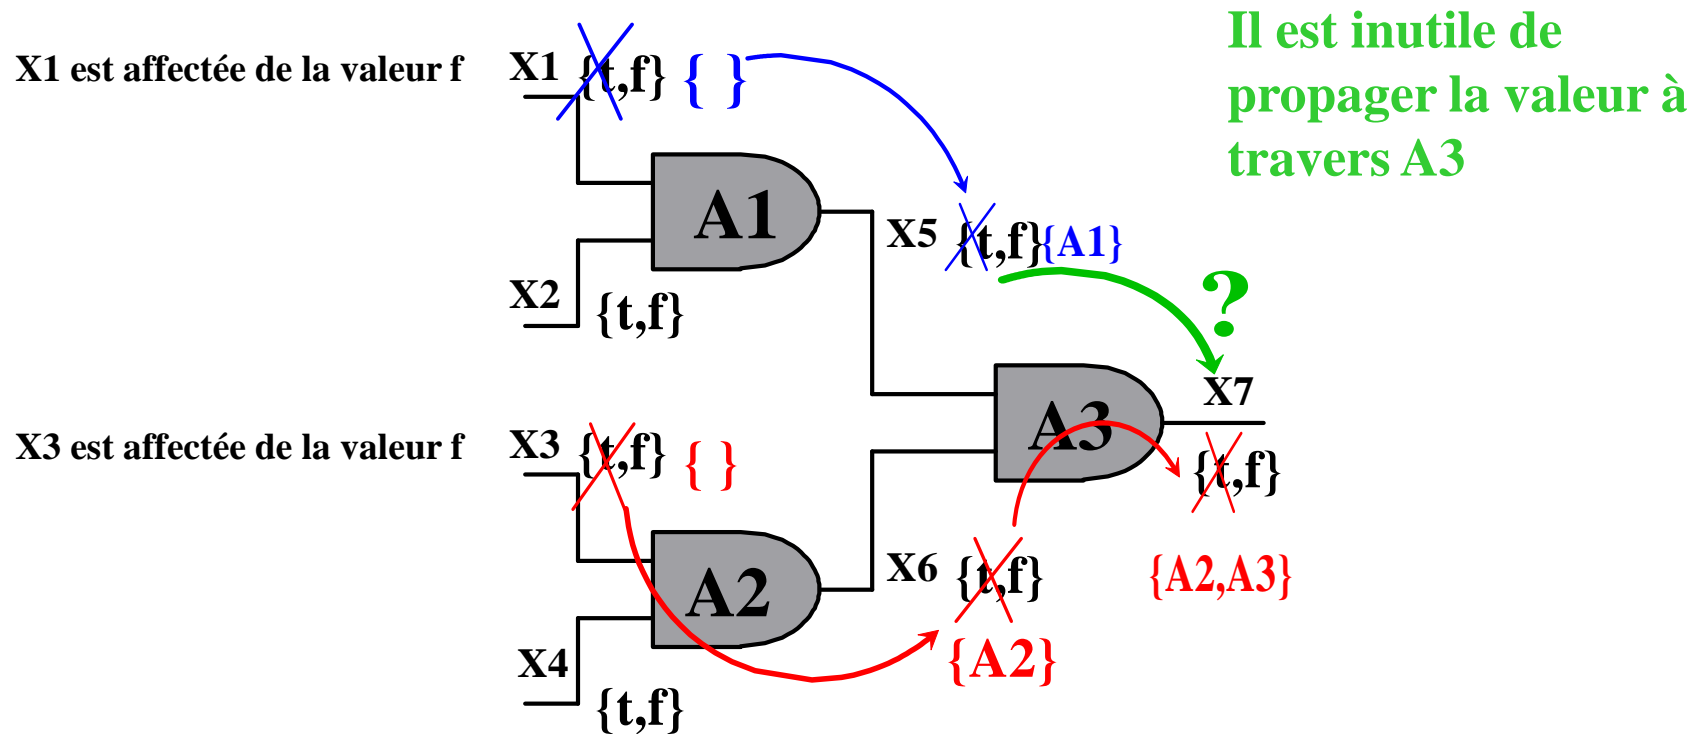 Il est inutile de
propager la valeur à
travers A3
X1 est affectée de la valeur f
X1 {t,f} { }
A1
X5 {t,f} {A1}
X2 {t,f}
?
X7
A3
{t,f}
X3 est affectée de la valeur f
X3 {t,f} { }
X6 {t,f}
{A2,A3}
A2
{A2}
X4
{t,f}